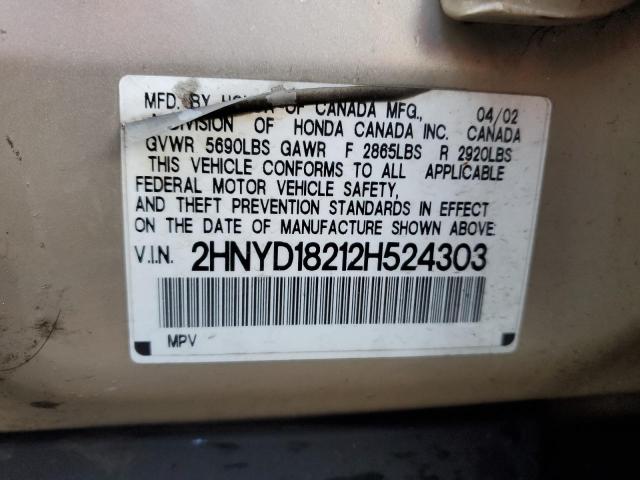 MFD. BY HONDA OF CANADA MFG., 04/02
A DIVISION OF HONDA CANADA INC. CANADA
GVWR 5690LBS GAWR F 2865LBS R 2920LBS
THIS VEHICLE CONFORMS TO ALL APPLICABLE
FEDERAL MOTOR VEHICLE SAFETY,
AND THEFT PREVENTION STANDARDS IN EFFECT
ON THE DATE OF MANUFACTURE SHOWN ABOVE.
V.I.N. 2HNYD18212H524303
MPV